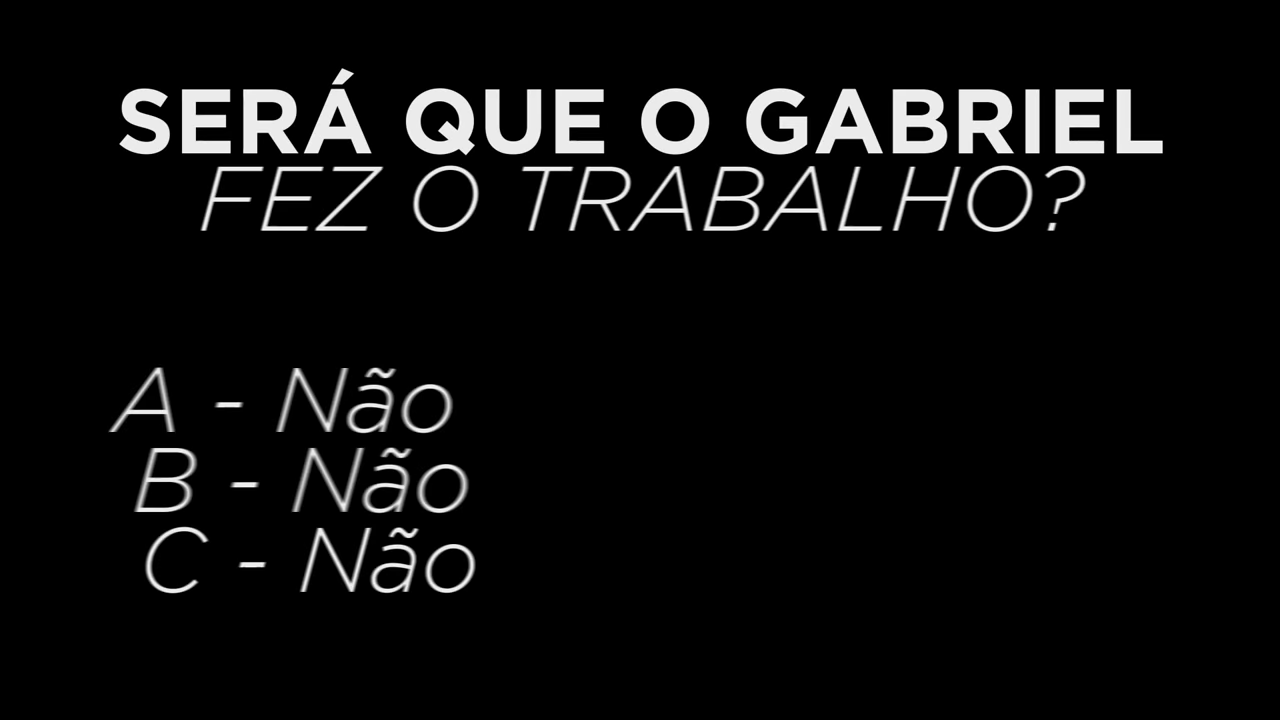 SERÁ QUE O GABRIEL
FEZ O TRABALHO?
A - Não
B - Não
C - Não